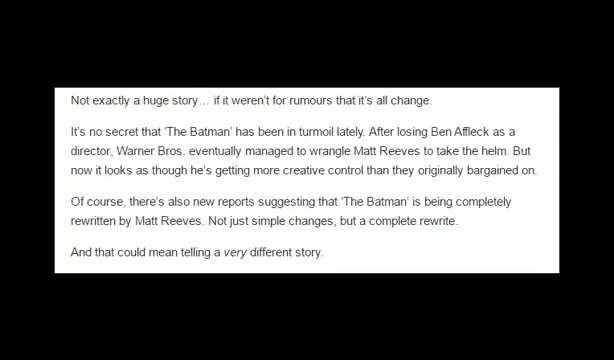 Not exactly a huge story… if it weren't for rumours that it's all change.
It's no secret that 'The Batman' has been in turmoil lately. After losing Ben Affleck as a
director, Warner Bros. eventually managed to wrangle Matt Reeves to take the helm. But
now it looks as though he's getting more creative control than they originally bargained on.
Of course, there's also new reports suggesting that 'The Batman' is being completely
rewritten by Matt Reeves. Not just simple changes, but a complete rewrite.
And that could mean telling a very different story.